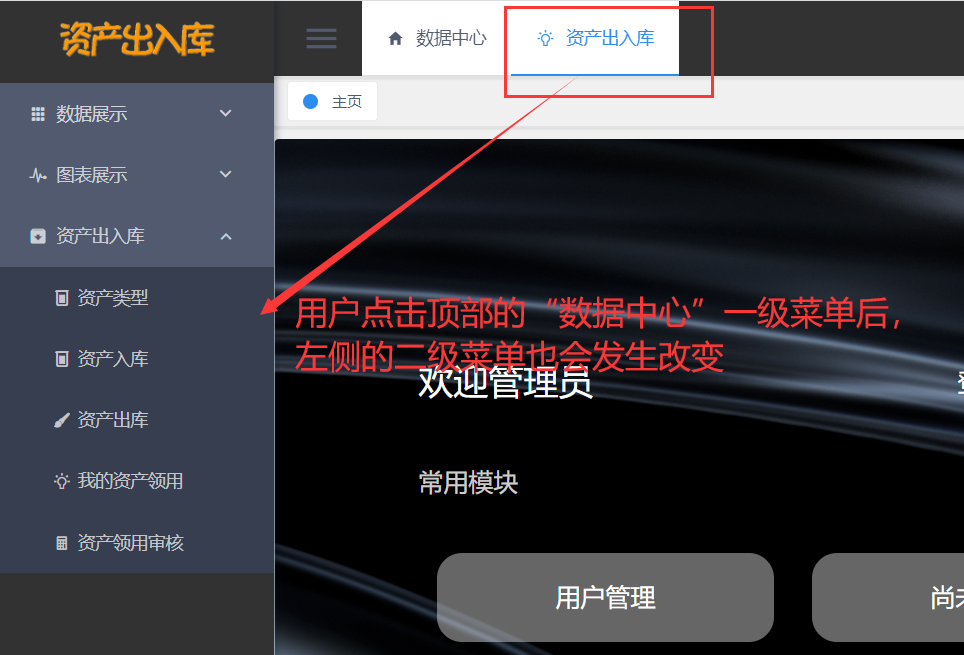 资产出入库
数据中心
资产出入库
主页
数据展示
图表展示
资产出入库
资产类型
资产入库
资产出库
我的资产领用
资产领用审核
用户点击顶部的“数据中心”一级菜单后，
左侧的二级菜单也会发生改变
欢迎管理员
常用模块
用户管理
尚